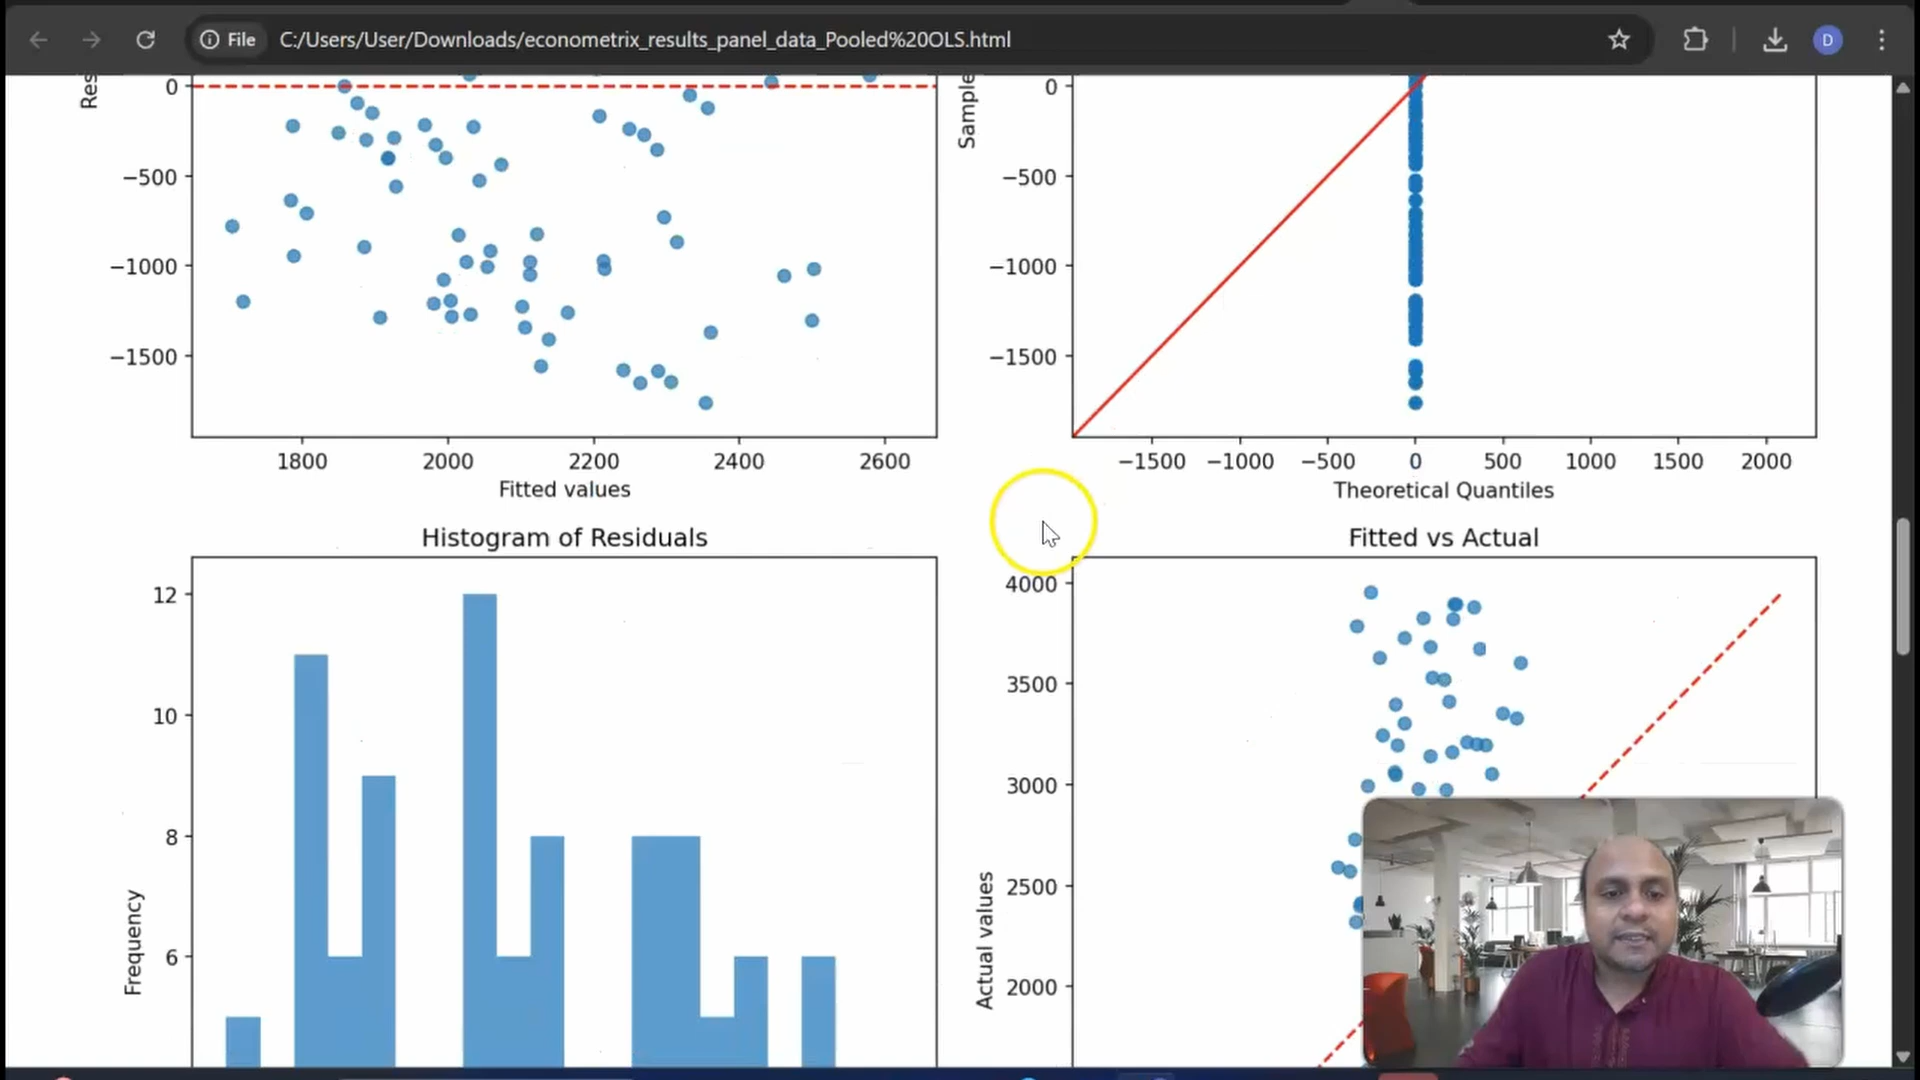 File C:/Users/User/Downloads/econometrix_results_panel_data_Pooled%20OLS.html
D
Res
0
−500
−1000
−1500
1800 2000 2200 2400 2600
Fitted values
Sample
0
−500
−1000
−1500
−1500 −1000 −500 0 500 1000 1500 2000
Theoretical Quantiles
Histogram of Residuals
12
10
8
6
Frequency
Fitted vs Actual
4000
3500
3000
2500
2000
Actual values